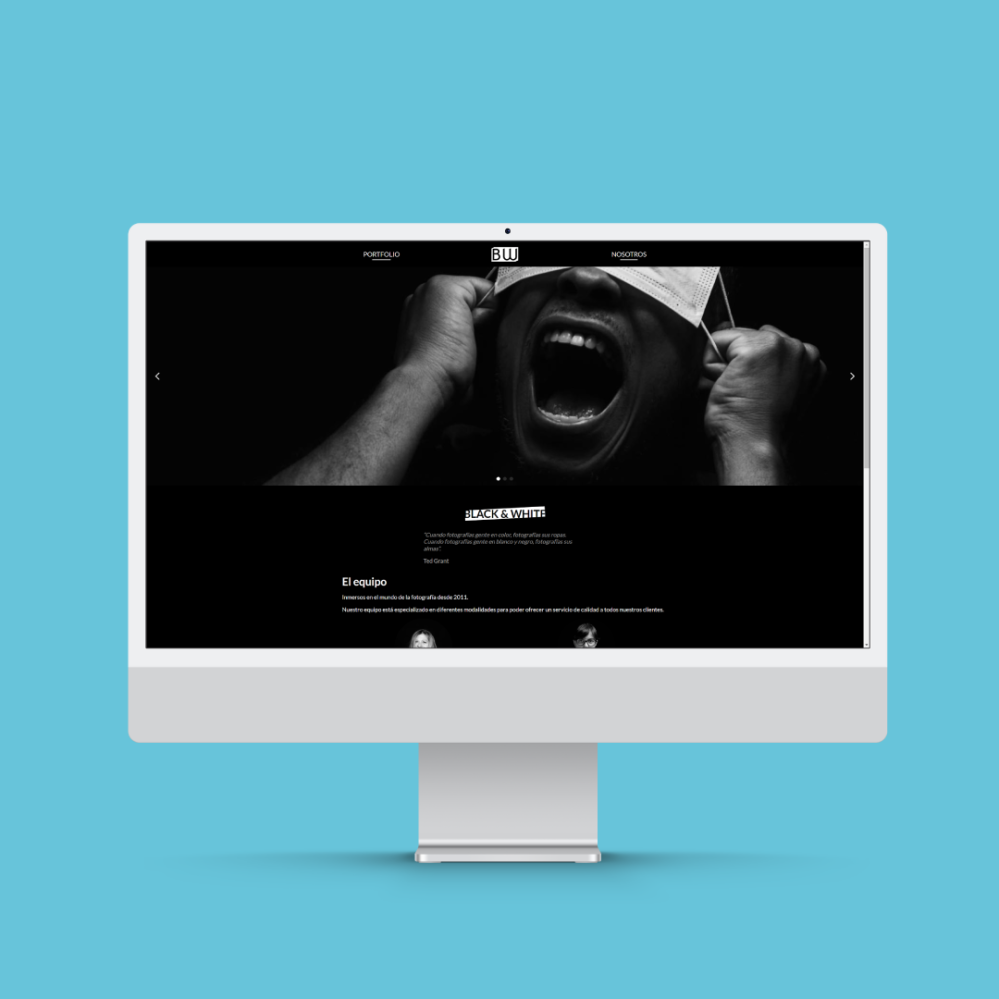 PORTFOLIO
BW
NOSOTROS
BLACK & WHITE
"Cuando fotografías gente en color, fotografías sus ropas.
Cuando fotografías gente en blanco y negro, fotografías sus
almas".
Ted Grant
El equipo
Inmersos en el mundo de la fotografía desde 2011.
Nuestro equipo está especializado en diferentes modalidades para poder ofrecer un servicio de calidad a todos nuestros clientes.